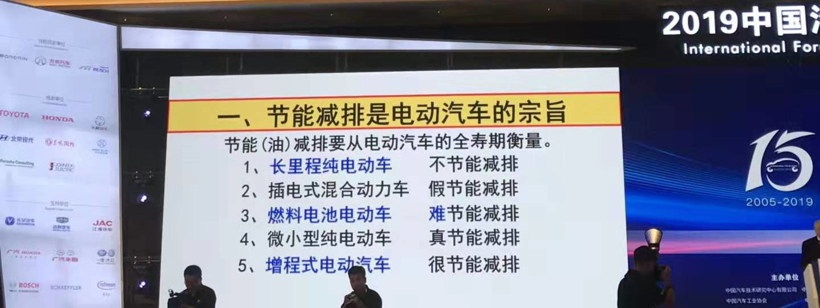 一、节能减排是电动汽车的宗旨
节能(油)减排要从电动汽车的全寿期衡量。
1、长里程纯电动车 不节能减排
2、插电式混合动力车 假节能减排
3、燃料电池电动车 难节能减排
4、微小型纯电动车 真节能减排
5、增程式电动汽车 很节能减排
2019中国汽
International For
15
2005-2019
主办单位
中国汽车技术研究中心有限公司
中国汽车工业协会
TOYOTA
HONDA
JAC
BOSCH
SCHAEFFLER